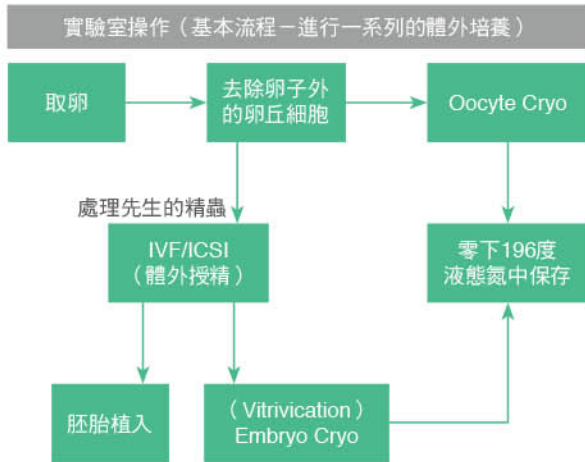 實驗室操作（基本流程－進行一系列的體外培養）
取卵
去除卵子外
的卵丘細胞
Oocyte Cryo
處理先生的精蟲
IVF/ICSI
（體外授精）
零下196度
液態氮中保存
胚胎植入
（Vitrivication）
Embryo Cryo